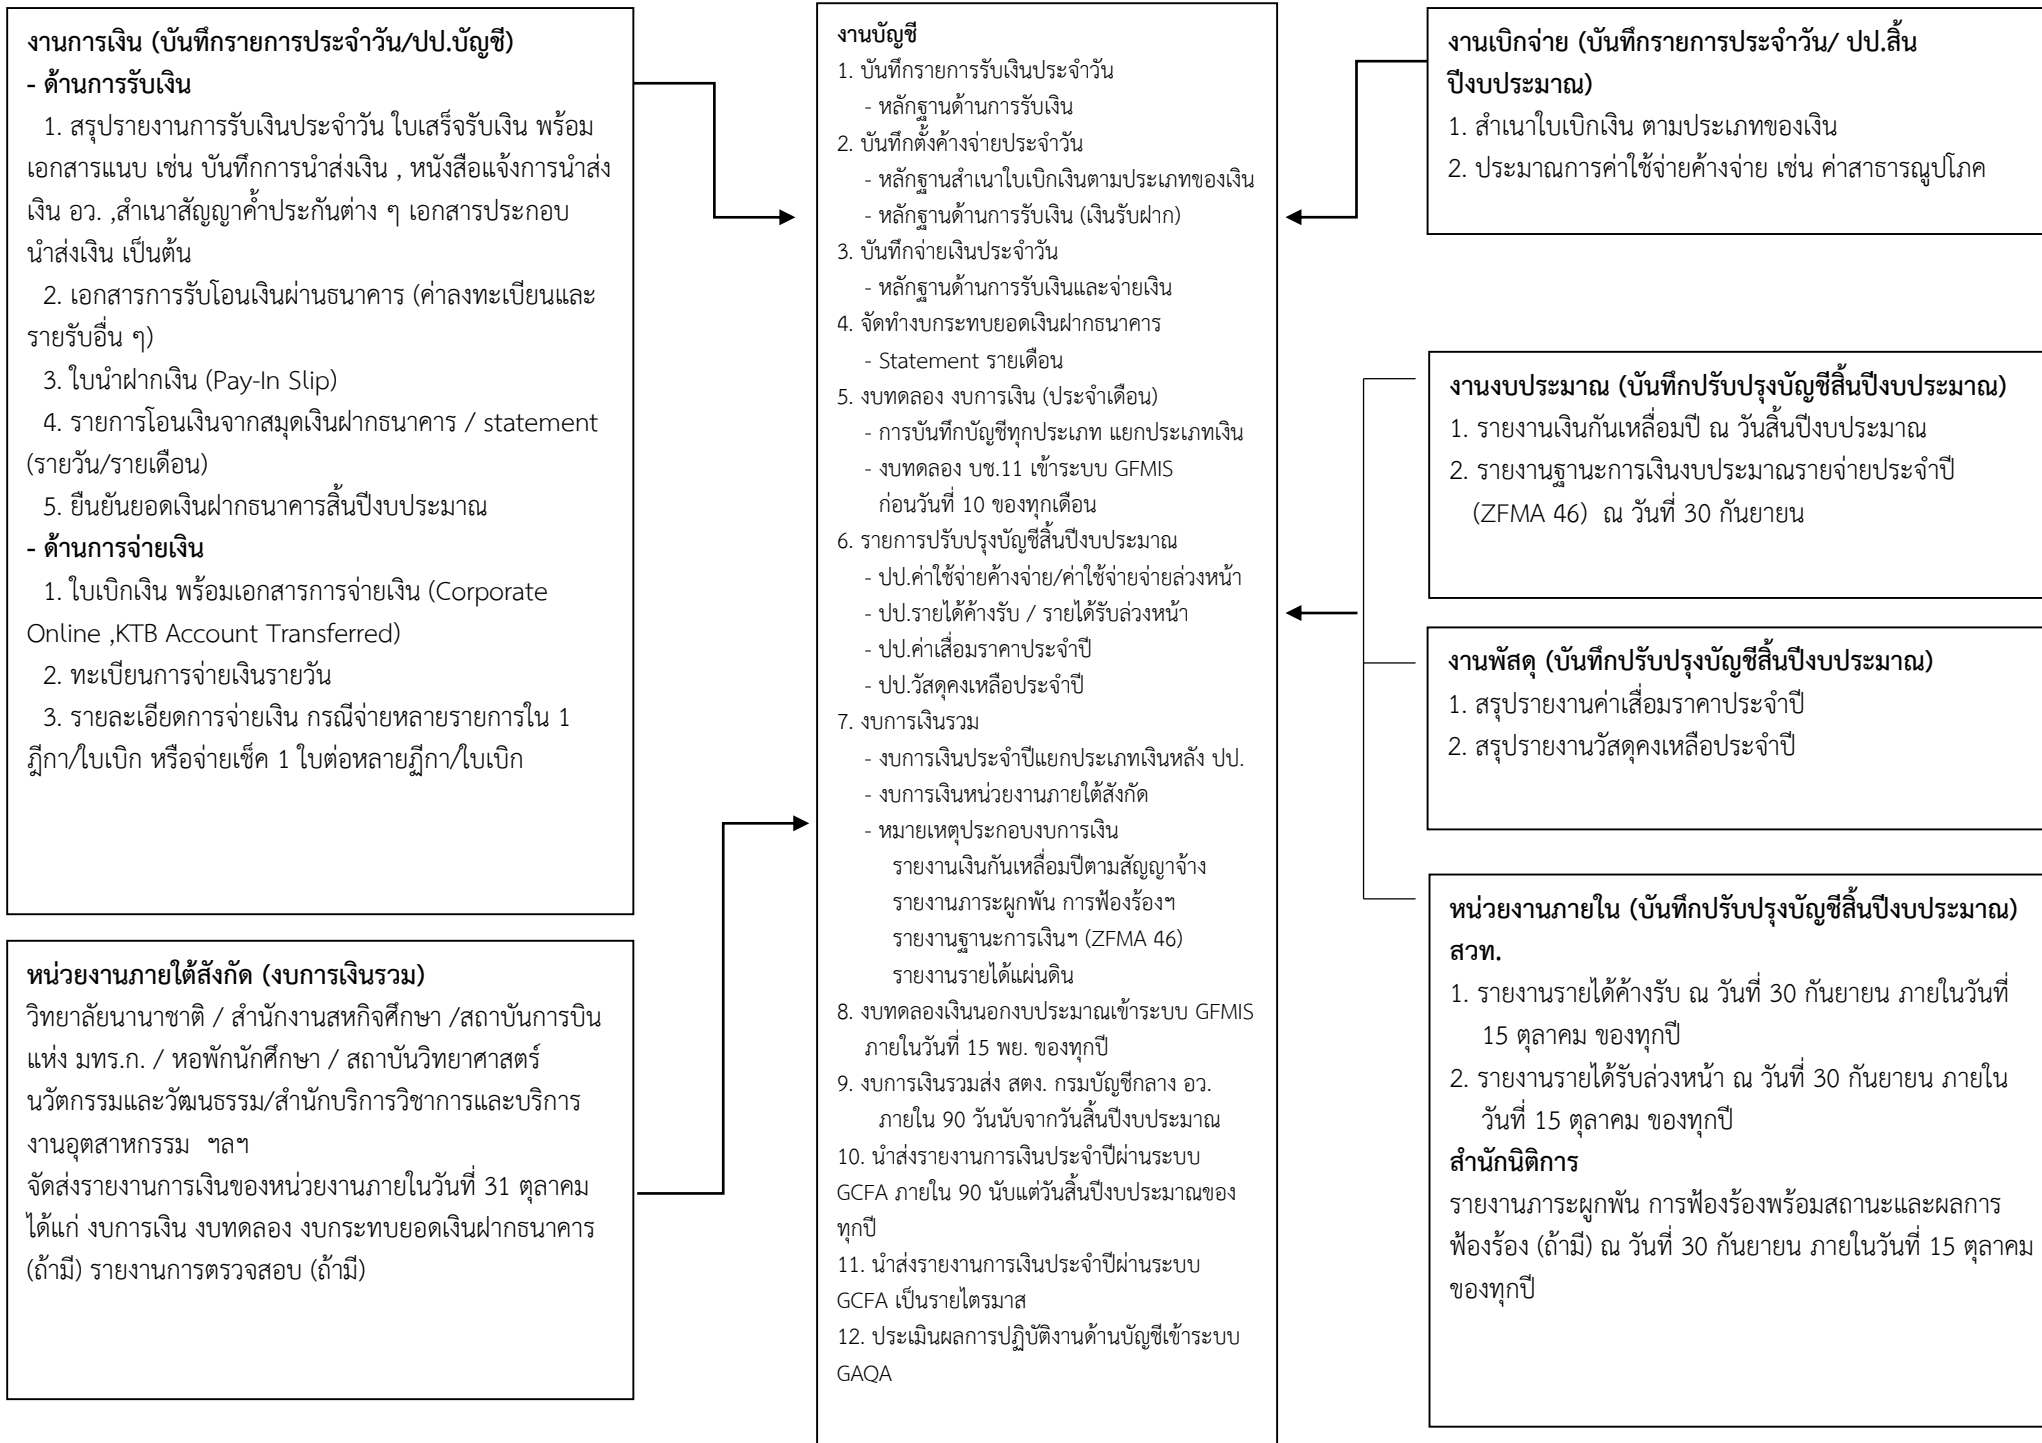 งานการเงิน (บันทึกรายการประจำวัน/ปป.บัญชี)
- ด้านการรับเงิน
1. สรุปรายงานการรับเงินประจำวัน ใบเสร็จรับเงิน พร้อม
เอกสารแนบ เช่น บันทึกการนำส่งเงิน , หนังสือแจ้งการนำส่ง
เงิน อว. ,สำเนาสัญญาค้ำประกันต่าง ๆ เอกสารประกอบ
นำส่งเงิน เป็นต้น
2. เอกสารการรับโอนเงินผ่านธนาคาร (ค่าลงทะเบียนและ
รายรับอื่น ๆ)
3. ใบนำฝากเงิน (Pay-In Slip)
4. รายการโอนเงินจากสมุดเงินฝากธนาคาร / statement
(รายวัน/รายเดือน)
5. ยืนยันยอดเงินฝากธนาคารสิ้นปีงบประมาณ
- ด้านการจ่ายเงิน
1. ใบเบิกเงิน พร้อมเอกสารการจ่ายเงิน (Corporate
Online ,KTB Account Transferred)
2. ทะเบียนการจ่ายเงินรายวัน
3. รายละเอียดการจ่ายเงิน กรณีจ่ายหลายรายการใน 1
ฎีกา/ใบเบิก หรือจ่ายเช็ค 1 ใบต่อหลายฎีกา/ใบเบิก
หน่วยงานภายใต้สังกัด (งบการเงินรวม)
วิทยาลัยนานาชาติ / สำนักงานสหกิจศึกษา /สถาบันการบิน
แห่ง มทร.ก. / หอพักนักศึกษา / สถาบันวิทยาศาสตร์
นวัตกรรมและวัฒนธรรม/สำนักบริการวิชาการและบริการ
งานอุตสาหกรรม ฯลฯ
จัดส่งรายงานการเงินของหน่วยงานภายในวันที่ 31 ตุลาคม
ได้แก่ งบการเงิน งบทดลอง งบกระทบยอดเงินฝากธนาคาร
(ถ้ามี) รายงานการตรวจสอบ (ถ้ามี)
งานบัญชี
1. บันทึกรายการรับเงินประจำวัน
- หลักฐานด้านการรับเงิน
2. บันทึกตั้งค้างจ่ายประจำวัน
- หลักฐานสำเนาใบเบิกเงินตามประเภทของเงิน
- หลักฐานด้านการรับเงิน (เงินรับฝาก)
3. บันทึกจ่ายเงินประจำวัน
- หลักฐานด้านการรับเงินและจ่ายเงิน
4. จัดทำงบกระทบยอดเงินฝากธนาคาร
- Statement รายเดือน
5. งบทดลอง งบการเงิน (ประจำเดือน)
- การบันทึกบัญชีทุกประเภท แยกประเภทเงิน
- งบทดลอง บช.11 เข้าระบบ GFMIS
ก่อนวันที่ 10 ของทุกเดือน
6. รายการปรับปรุงบัญชีสิ้นปีงบประมาณ
- ปป.ค่าใช้จ่ายค้างจ่าย/ค่าใช้จ่ายจ่ายล่วงหน้า
- ปป.รายได้ค้างรับ / รายได้รับล่วงหน้า
- ปป.ค่าเสื่อมราคาประจำปี
- ปป.วัสดุคงเหลือประจำปี
7. งบการเงินรวม
- งบการเงินประจำปีแยกประเภทเงินหลัง ปป.
- งบการเงินหน่วยงานภายใต้สังกัด
- หมายเหตุประกอบงบการเงิน
รายงานเงินกันเหลื่อมปีตามสัญญาจ้าง
รายงานภาระผูกพัน การฟ้องร้องฯ
รายงานฐานะการเงินฯ (ZFMA 46)
รายงานรายได้แผ่นดิน
8. งบทดลองเงินนอกงบประมาณเข้าระบบ GFMIS
ภายในวันที่ 15 พย. ของทุกปี
9. งบการเงินรวมส่ง สตง. กรมบัญชีกลาง อว.
ภายใน 90 วันนับจากวันสิ้นปีงบประมาณ
10. นำส่งรายงานการเงินประจำปีผ่านระบบ
GCFA ภายใน 90 นับแต่วันสิ้นปีงบประมาณของ
ทุกปี
11. นำส่งรายงานการเงินประจำปีผ่านระบบ
GCFA เป็นรายไตรมาส
12. ประเมินผลการปฏิบัติงานด้านบัญชีเข้าระบบ
GAQA
งานเบิกจ่าย (บันทึกรายการประจำวัน/ ปป.สิ้น
ปีงบประมาณ)
1. สำเนาใบเบิกเงิน ตามประเภทของเงิน
2. ประมาณการค่าใช้จ่ายค้างจ่าย เช่น ค่าสาธารณูปโภค
งานงบประมาณ (บันทึกปรับปรุงบัญชีสิ้นปีงบประมาณ)
1. รายงานเงินกันเหลื่อมปี ณ วันสิ้นปีงบประมาณ
2. รายงานฐานะการเงินงบประมาณรายจ่ายประจำปี
(ZFMA 46) ณ วันที่ 30 กันยายน
งานพัสดุ (บันทึกปรับปรุงบัญชีสิ้นปีงบประมาณ)
1. สรุปรายงานค่าเสื่อมราคาประจำปี
2. สรุปรายงานวัสดุคงเหลือประจำปี
หน่วยงานภายใน (บันทึกปรับปรุงบัญชีสิ้นปีงบประมาณ)
สวท.
1. รายงานรายได้ค้างรับ ณ วันที่ 30 กันยายน ภายในวันที่
15 ตุลาคม ของทุกปี
2. รายงานรายได้รับล่วงหน้า ณ วันที่ 30 กันยายน ภายใน
วันที่ 15 ตุลาคม ของทุกปี
สำนักนิติการ
รายงานภาระผูกพัน การฟ้องร้องพร้อมสถานะและผลการ
ฟ้องร้อง (ถ้ามี) ณ วันที่ 30 กันยายน ภายในวันที่ 15 ตุลาคม
ของทุกปี